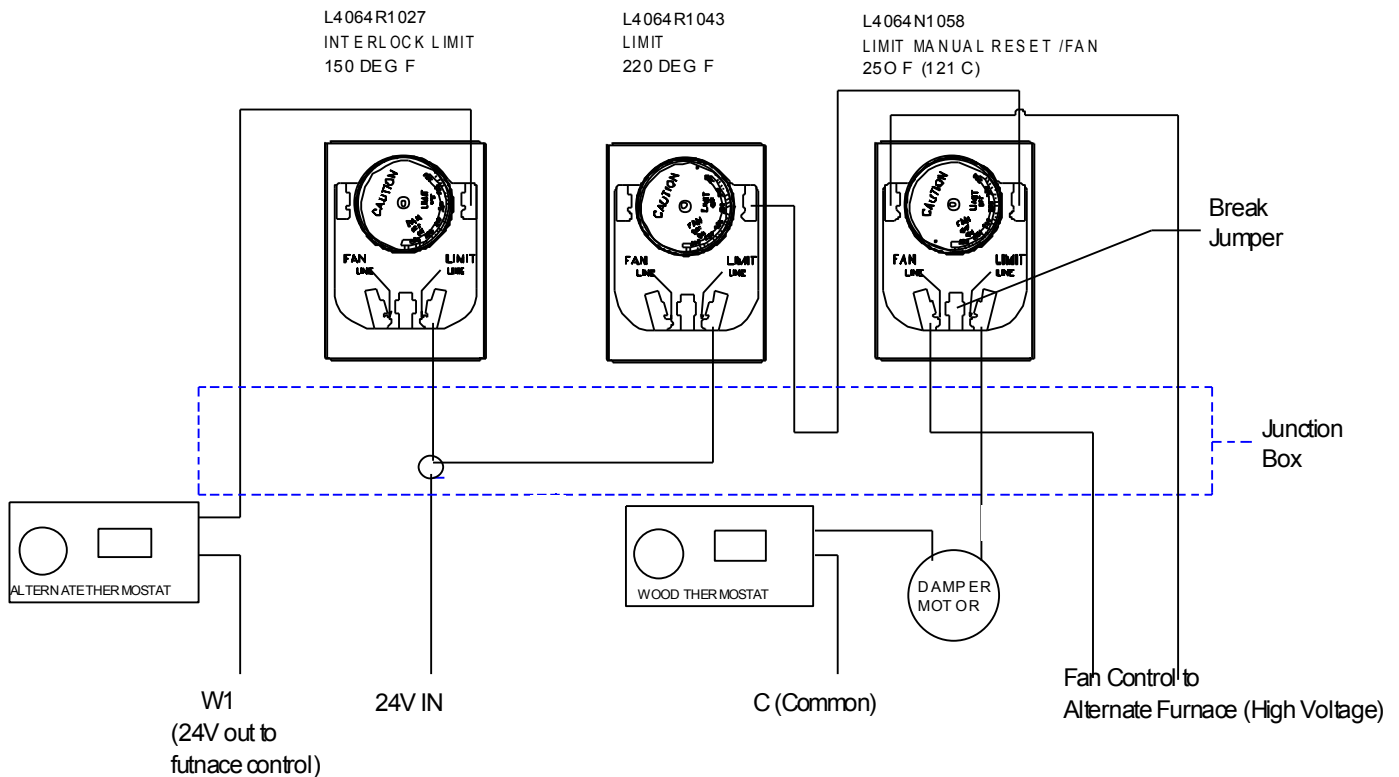 L4064R1027
INTERLOCK LIMIT
150 DEG F
L4064R1043
LIMIT
220 DEG F
L4064N1058
LIMIT MANUAL RESET /FAN
25O F (121 C)
CAUTION
LIMIT
FAN
LINE
LIMIT
LINE
CAUTION
LIMIT
FAN
LINE
LIMIT
LINE
CAUTION
LIMIT
FAN
LINE
LIMIT
LINE
Break
Jumper
Junction
Box
ALTERNATE THERMOSTAT
WOOD THERMOSTAT
DAMPER
MOTOR
W1
(24V out to
futnace control)
24V IN
C (Common)
Fan Control to
Alternate Furnace (High Voltage)